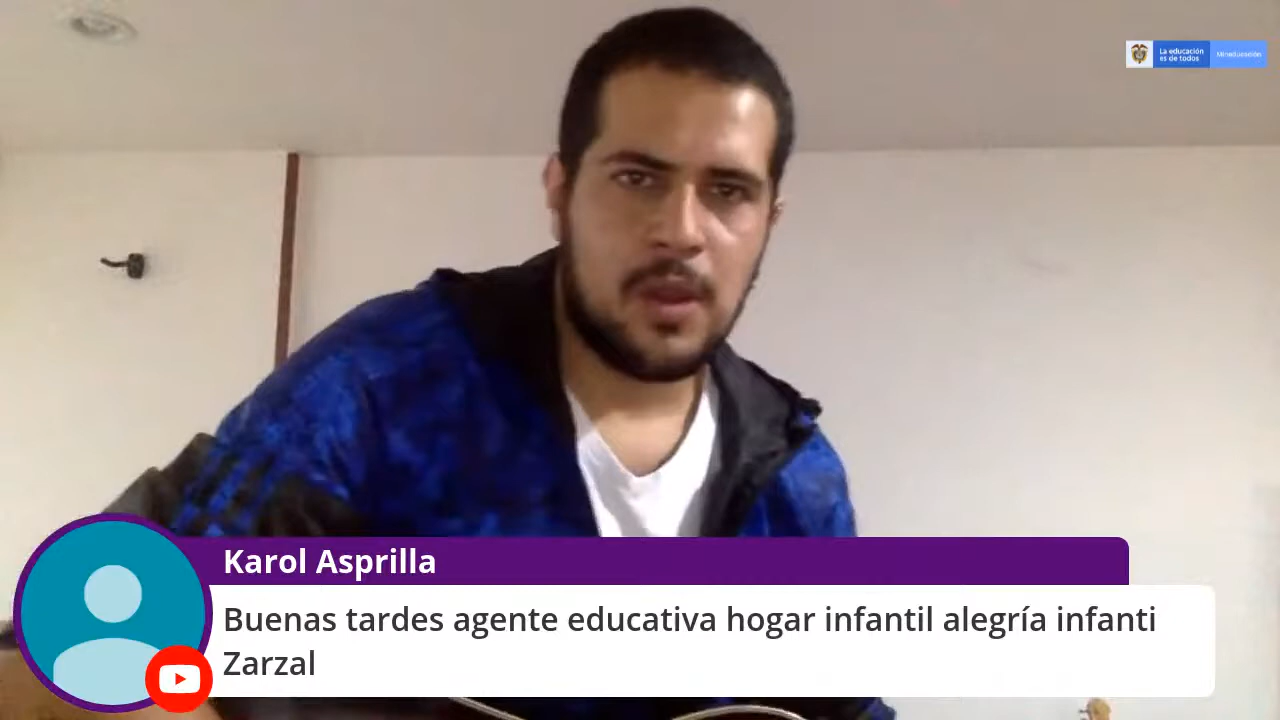 La educación
es de todos
Mineducación
Karol Asprilla
Buenas tardes agente educativa hogar infantil alegría infanti
Zarzal